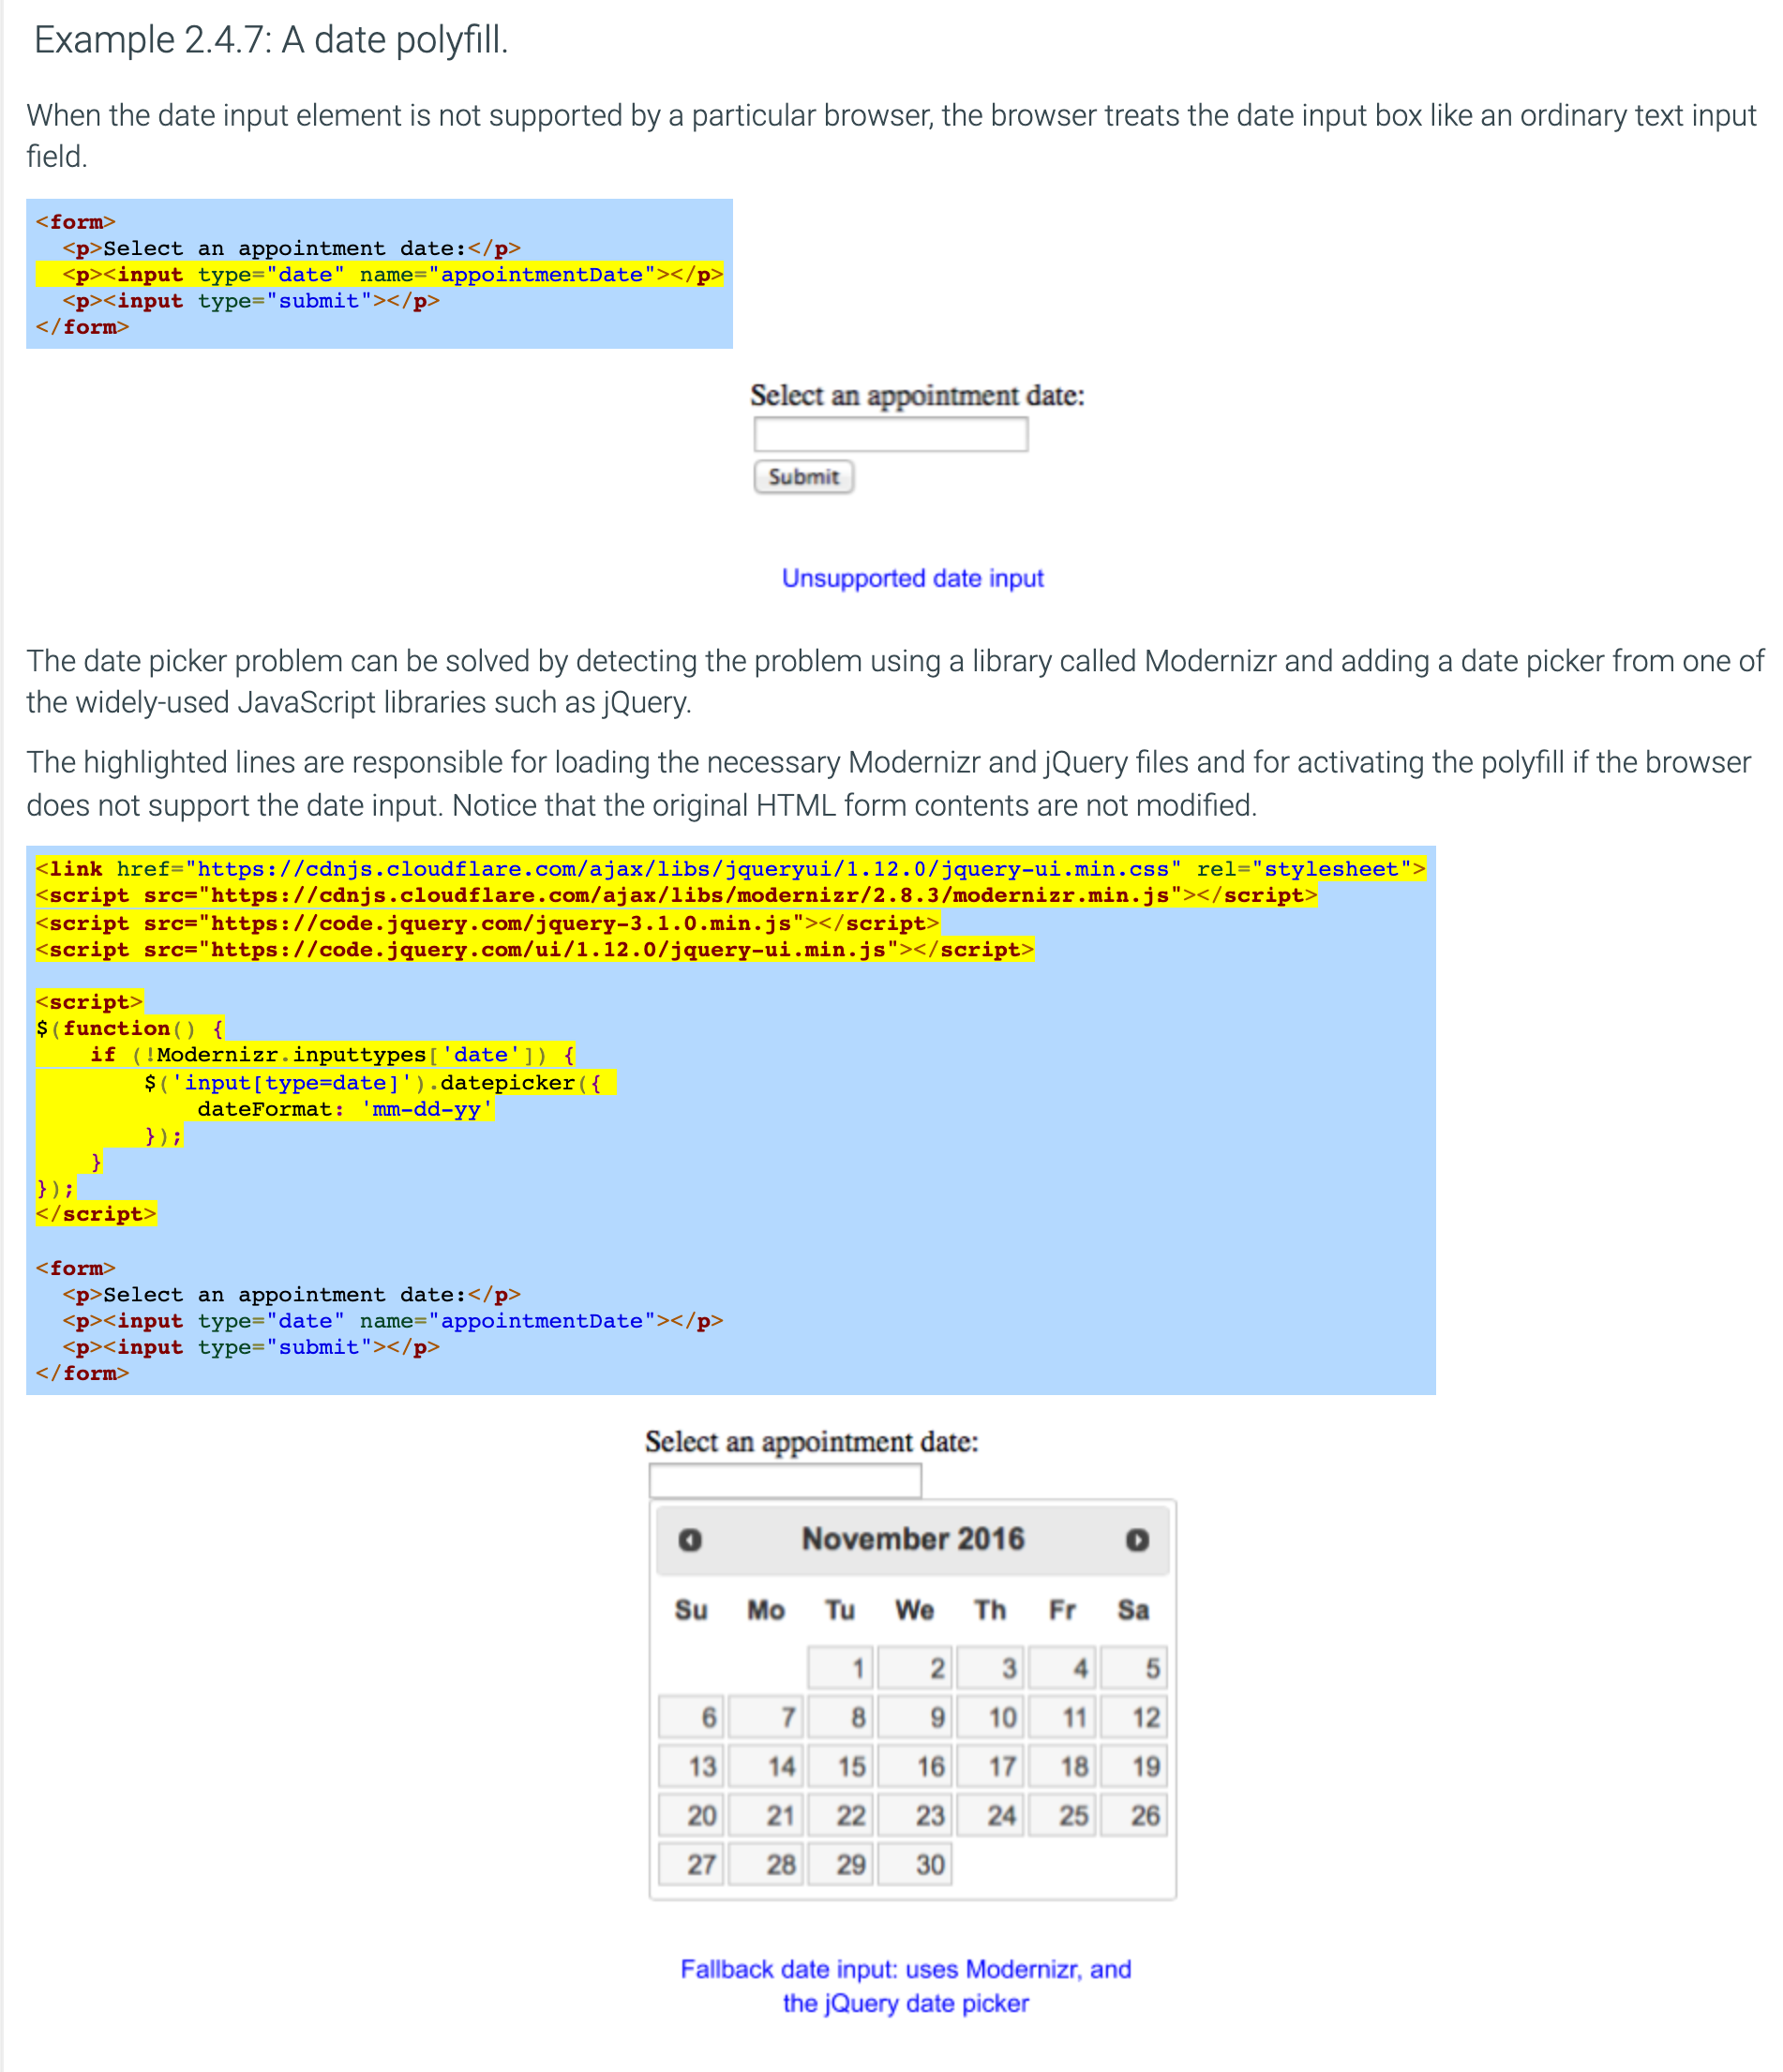 Example 2.4.7: A date polyfill.
When the date input element is not supported by a particular browser, the browser treats the date input box like an ordinary text input
field.
<form>
  <p>Select an appointment date:</p>
  <p><input type="date" name="appointmentDate"></p>
  <p><input type="submit"></p>
</form>
Select an appointment date:
Submit
Unsupported date input
The date picker problem can be solved by detecting the problem using a library called Modernizr and adding a date picker from one of
the widely-used JavaScript libraries such as jQuery.
The highlighted lines are responsible for loading the necessary Modernizr and jQuery files and for activating the polyfill if the browser
does not support the date input. Notice that the original HTML form contents are not modified.
<link href="https://cdnjs.cloudflare.com/ajax/libs/jqueryui/1.12.0/jquery-ui.min.css" rel="stylesheet">
<script src="https://cdnjs.cloudflare.com/ajax/libs/modernizr/2.8.3/modernizr.min.js"></script>
<script src="https://code.jquery.com/jquery-3.1.0.min.js"></script>
<script src="https://code.jquery.com/ui/1.12.0/jquery-ui.min.js"></script>
<script>
$(function() {
    if (!Modernizr.inputtypes['date']) {
        $('input[type=date]').datepicker({
            dateFormat: 'mm-dd-yy'
        });
    }
});
</script>
<form>
  <p>Select an appointment date:</p>
  <p><input type="date" name="appointmentDate"></p>
  <p><input type="submit"></p>
</form>
Select an appointment date:
November 2016
Su Mo Tu We Th Fr Sa
1 2 3 4 5
6 7 8 9 10 11 12
13 14 15 16 17 18 19
20 21 22 23 24 25 26
27 28 29 30
Fallback date input: uses Modernizr, and
the jQuery date picker